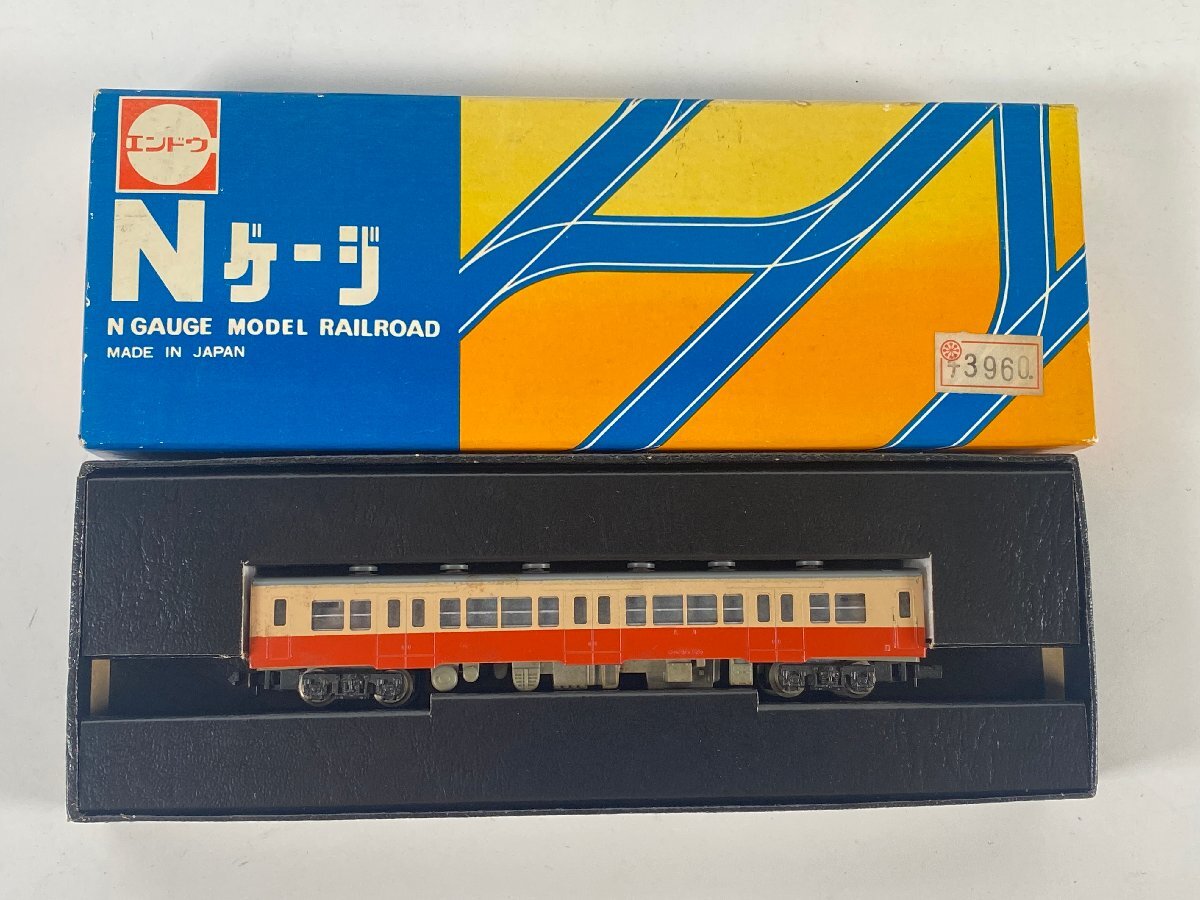 エンドウ
Nゲージ
N GAUGE MODEL RAILROAD
MADE IN JAPAN
3960.